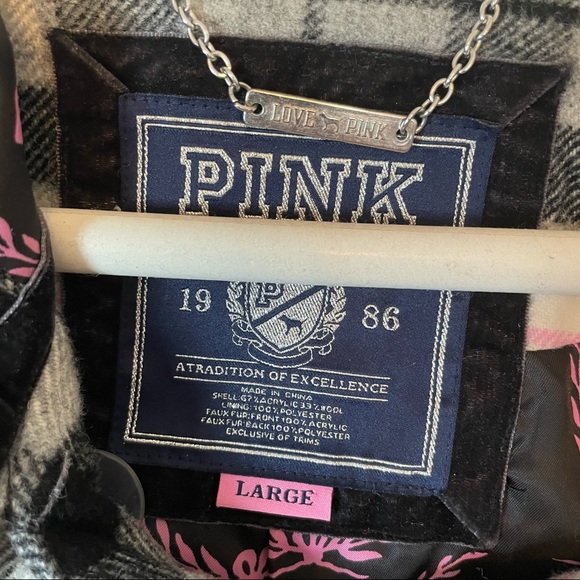 LOVE PINK
PINK
19 86
P
A TRADITION OF EXCELLENCE
MADE IN CHINA
SHELL:67%ACRYLIC 33%WOOL
LINING:100%POLYESTER
FAUX FUR:FRONT 100%ACRYLIC
FAUX FUR:BACK 100%POLYESTER
EXCLUSIVE OF TRIMS
LARGE